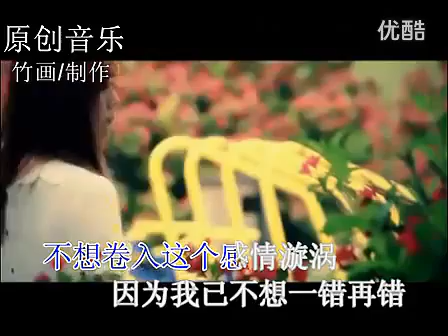 原创音乐
优酷
竹画/制作
不想卷入这个感情漩涡
因为我已不想一错再错